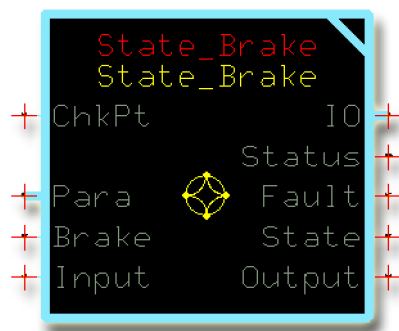 State_Brake
State_Brake
ChkPt IO
Status
Para Fault
Brake State
Input Output